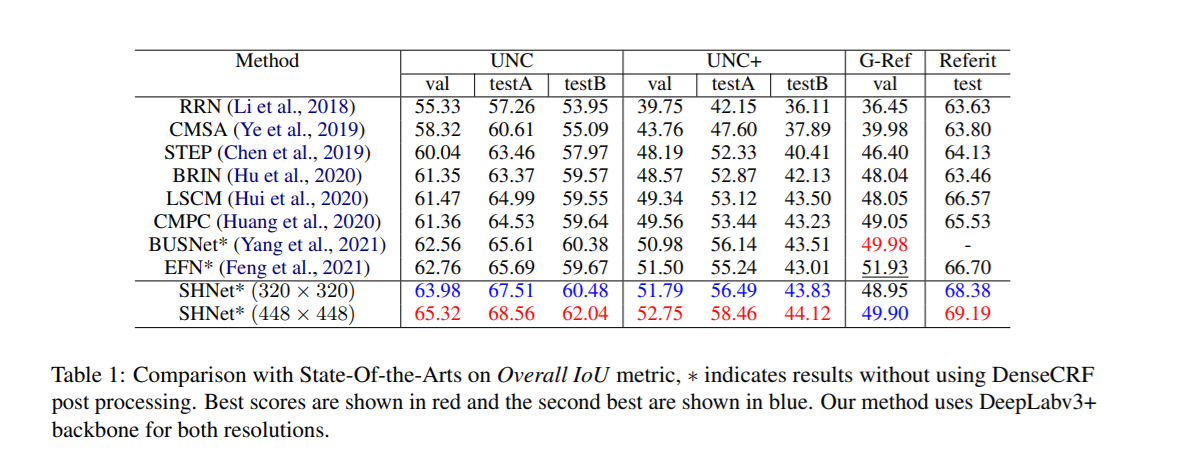 Method UNC UNC+ G-Ref Referit
val testA testB val testA testB val test
RRN (Li et al., 2018) 55.33 57.26 53.95 39.75 42.15 36.11 36.45 63.63
CMSA (Ye et al., 2019) 58.32 60.61 55.09 43.76 47.60 37.89 39.98 63.80
STEP (Chen et al., 2019) 60.04 63.46 57.97 48.19 52.33 40.41 46.40 64.13
BRIN (Hu et al., 2020) 61.35 63.37 59.57 48.57 52.87 42.13 48.04 63.46
LSCM (Hui et al., 2020) 61.47 64.99 59.55 49.34 53.12 43.50 48.05 66.57
CMPC (Huang et al., 2020) 61.36 64.53 59.64 49.56 53.44 43.23 49.05 65.53
BUSNet* (Yang et al., 2021) 62.56 65.61 60.38 50.98 56.14 43.51 49.98 -
EFN* (Feng et al., 2021) 62.76 65.69 59.67 51.50 55.24 43.01 51.93 66.70
SHNet* (320 × 320) 63.98 67.51 60.48 51.79 56.49 43.83 48.95 68.38
SHNet* (448 × 448) 65.32 68.56 62.04 52.75 58.46 44.12 49.90 69.19
Table 1: Comparison with State-Of-the-Arts on Overall IoU metric, ∗ indicates results without using DenseCRF
post processing. Best scores are shown in red and the second best are shown in blue. Our method uses DeepLabv3+
backbone for both resolutions.